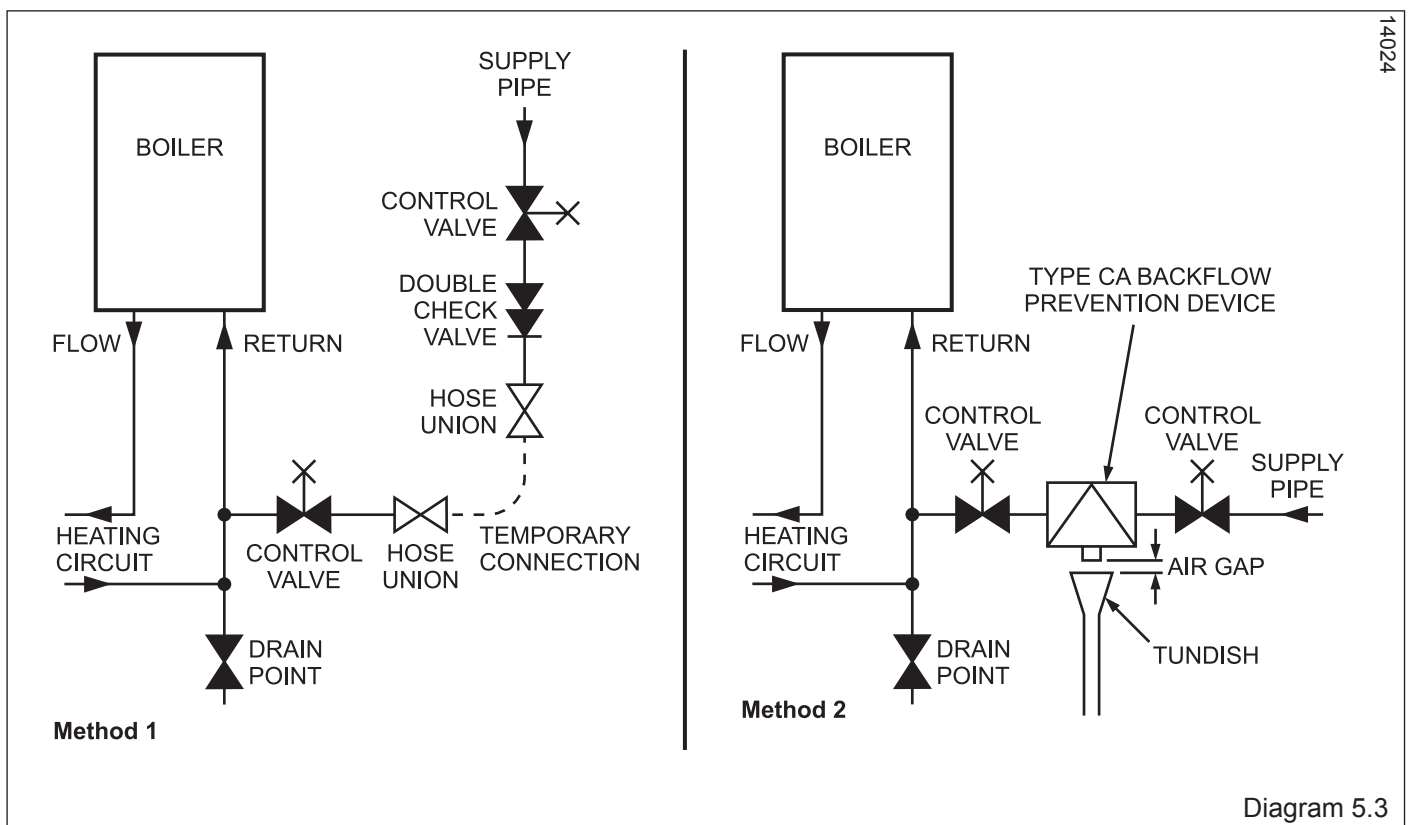 14024
BOILER
SUPPLY
PIPE
CONTROL
VALVE
DOUBLE
CHECK
VALVE
FLOW
RETURN
HOSE
UNION
HEATING
CIRCUIT
CONTROL
VALVE
HOSE
UNION
TEMPORARY
CONNECTION
DRAIN
POINT
Method 1
BOILER
TYPE CA BACKFLOW
PREVENTION DEVICE
FLOW
RETURN
CONTROL
VALVE
CONTROL
VALVE
SUPPLY
PIPE
HEATING
CIRCUIT
AIR GAP
DRAIN
POINT
TUNDISH
Method 2
Diagram 5.3